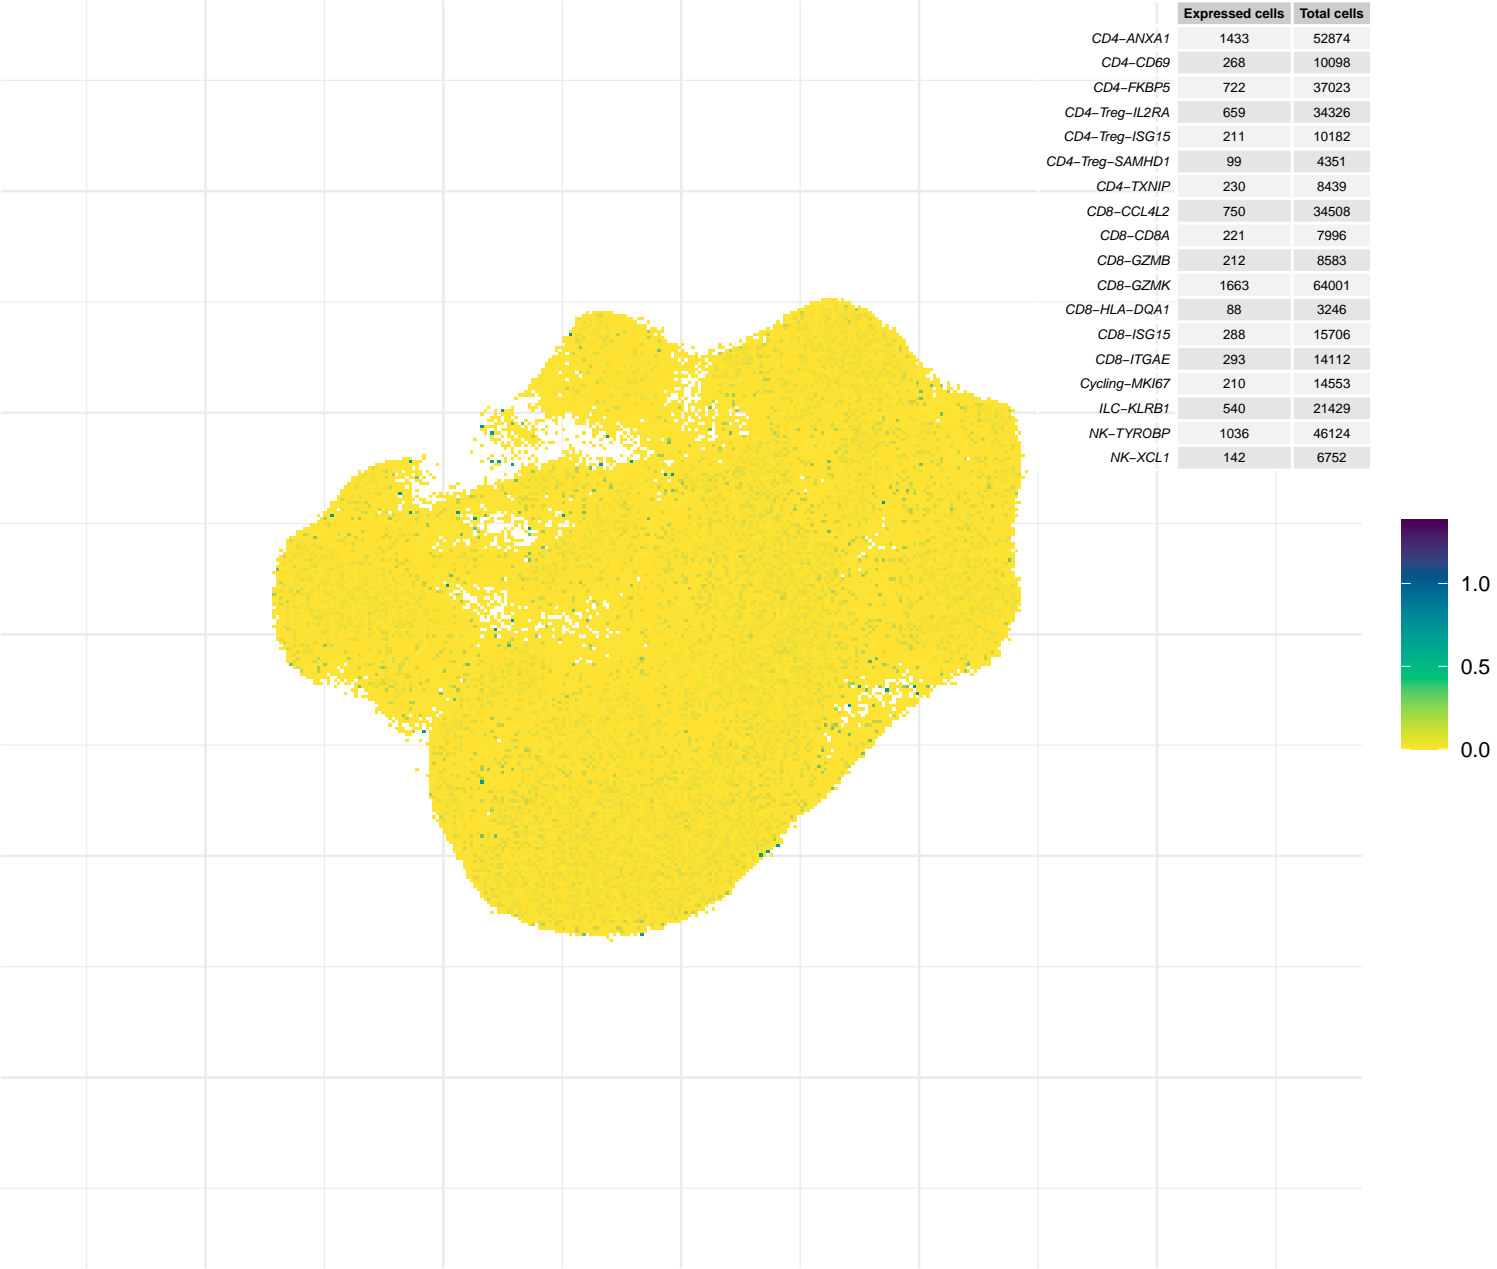 Expressed cells Total cells
CD4−ANXA1 1433 52874
CD4−CD69 268 10098
CD4−FKBP5 722 37023
CD4−Treg−IL2RA 659 34326
CD4−Treg−ISG15 211 10182
CD4−Treg−SAMHD1 99 4351
CD4−TXNIP 230 8439
CD8−CCL4L2 750 34508
CD8−CD8A 221 7996
CD8−GZMB 212 8583
CD8−GZMK 1663 64001
CD8−HLA−DQA1 88 3246
CD8−ISG15 288 15706
CD8−ITGAE 293 14112
Cycling−MKI67 210 14553
ILC−KLRB1 540 21429
NK−TYROBP 1036 46124
NK−XCL1 142 6752
1.0
0.5
0.0